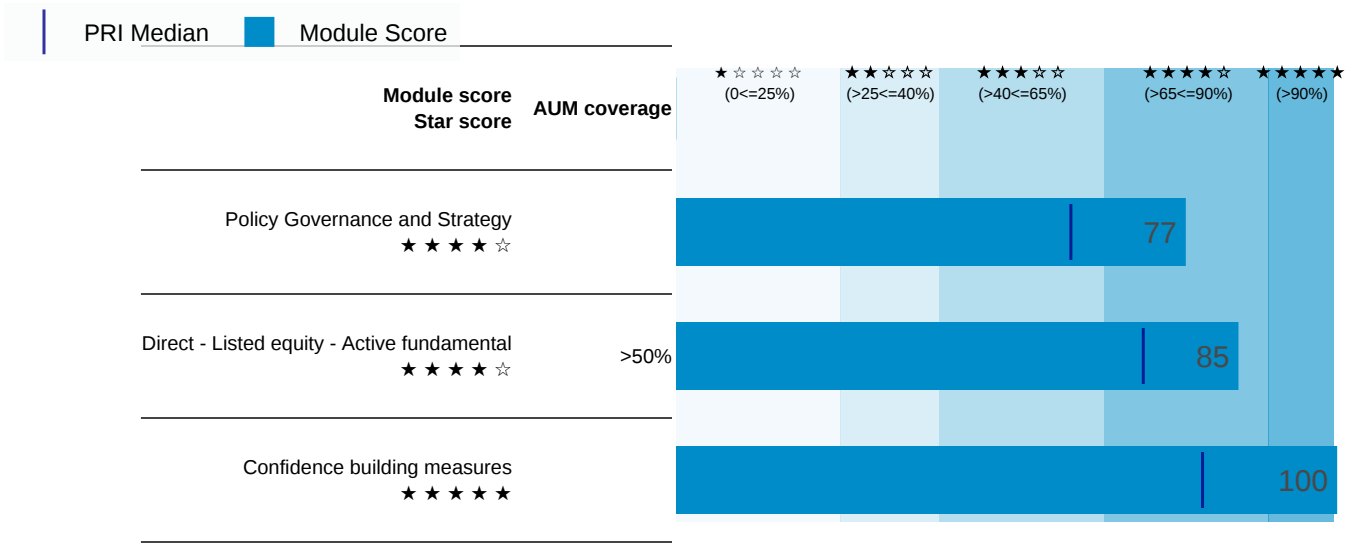 PRI Median Module Score
Module score
Star score
AUM coverage
★☆☆☆☆ ★★☆☆☆ ★★★☆☆ ★★★★☆ ★★★★★
(0<=25%) (>25<=40%) (>40<=65%) (>65<=90%) (>90%)
Policy Governance and Strategy
★★★★☆
77
Direct - Listed equity - Active fundamental
★★★★☆
>50%
85
Confidence building measures
★★★★★
100